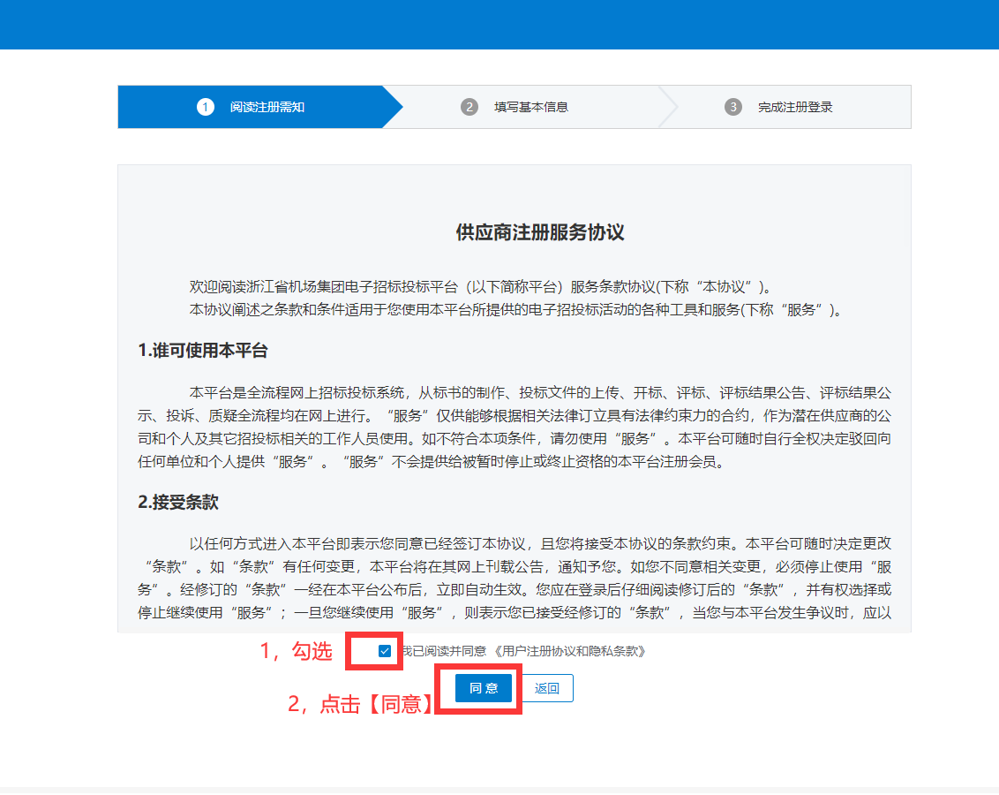 1 阅读注册需知 2 填写基本信息 3 完成注册登录
供应商注册服务协议
欢迎阅读浙江省机场集团电子招标投标平台（以下简称平台）服务条款协议(下称“本协议”)。
本协议阐述之条款和条件适用于您使用本平台所提供的电子招投标活动的各种工具和服务(下称“服务”)。
1.谁可使用本平台
本平台是全流程网上招标投标系统，从标书的制作、投标文件的上传、开标、评标、评标结果公告、评标结果公
示、投诉、质疑全流程均在网上进行。“服务”仅供能够根据相关法律订立具有法律约束力的合约，作为潜在供应商的公
司和个人及其它招投标相关的工作人员使用。如不符合本项条件，请勿使用“服务”。本平台可随时自行全权决定驳回向
任何单位和个人提供“服务”。“服务”不会提供给被暂时停止或终止资格的本平台注册会员。
2.接受条款
以任何方式进入本平台即表示您同意已经签订本协议，且您将接受本协议的条款约束。本平台可随时决定更改
“条款”。如“条款”有任何变更，本平台将在其网上刊载公告，通知予您。如您不同意相关变更，必须停止使用“服
务”。经修订的“条款”一经在本平台公布后，立即自动生效。您应在登录后仔细阅读修订后的“条款”，并有权选择或
停止继续使用“服务”；一旦您继续使用“服务”，则表示您已接受经修订的“条款”，当您与本平台发生争议时，应以
1，勾选 我已阅读并同意《用户注册协议和隐私条款》
同 意 返回
2，点击【同意】